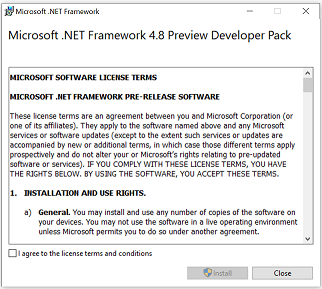 Microsoft .NET Framework
Microsoft .NET Framework 4.8 Preview Developer Pack
MICROSOFT SOFTWARE LICENSE TERMS
MICROSOFT .NET FRAMEWORK PRE-RELEASE SOFTWARE
These license terms are an agreement between you and Microsoft Corporation (or
one of its affiliates). They apply to the software named above and any Microsoft
services or software updates (except to the extent such services or updates are
accompanied by new or additional terms, in which case those different terms apply
prospectively and do not alter your or Microsoft's rights relating to pre-updated
software or services). IF YOU COMPLY WITH THESE LICENSE TERMS, YOU HAVE
THE RIGHTS BELOW. BY USING THE SOFTWARE, YOU ACCEPT THESE TERMS.
1. INSTALLATION AND USE RIGHTS.
a) General. You may install and use any number of copies of the software on
your devices. You may not use the software in a live operating environment
unless Microsoft permits you to do so under another agreement.
I agree to the license terms and conditions
Install
Close